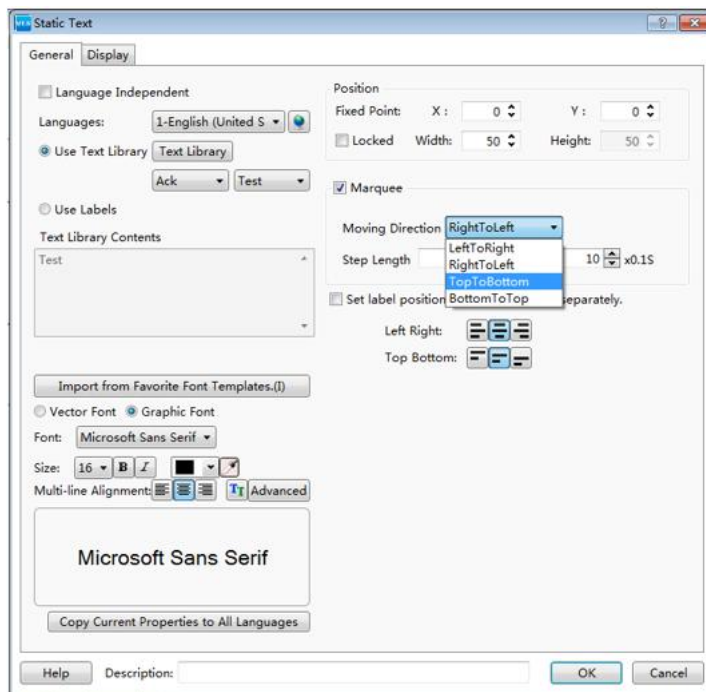 Static Text
General Display
Language Independent
Languages: 1-English (United S
Use Text Library Text Library
Ack Test
Use Labels
Text Library Contents
Test
Import from Favorite Font Templates.(I)
Vector Font Graphic Font
Font: Microsoft Sans Serif
Size: 16 B I
Multi-line Alignment: TT Advanced
Microsoft Sans Serif
Copy Current Properties to All Languages
Position
Fixed Point: X : 0 Y : 0
Locked Width: 50 Height: 50
Marquee
Moving Direction RightToLeft
LeftToRight
Step Length RightToLeft 10 x0.1S
TopToBottom
Set label position BottomToTop separately.
Left Right:
Top Bottom:
Help Description: OK Cancel